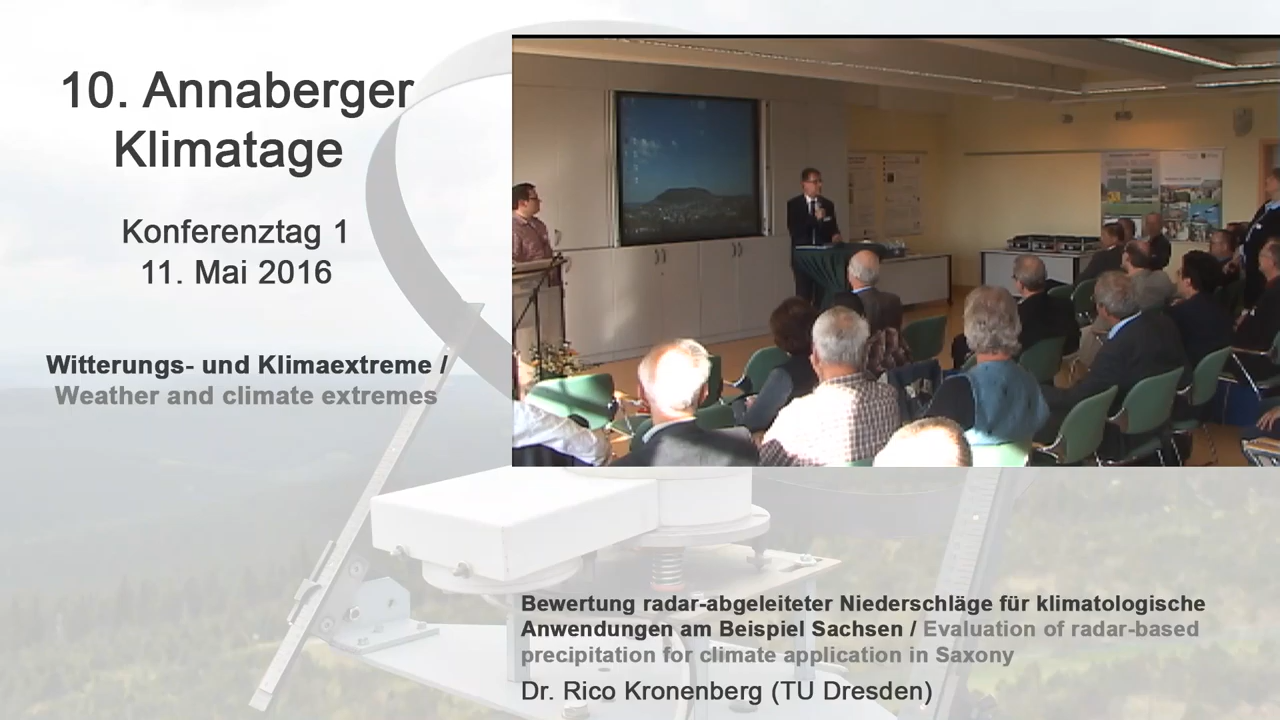 10. Annaberger
Klimatage
Konferenztag 1
11. Mai 2016
Witterungs- und Klimaextreme /
Weather and climate extremes
Bewertung radar-abgeleiteter Niederschläge für klimatologische
Anwendungen am Beispiel Sachsen / Evaluation of radar-based
precipitation for climate application in Saxony
Dr. Rico Kronenberg (TU Dresden)